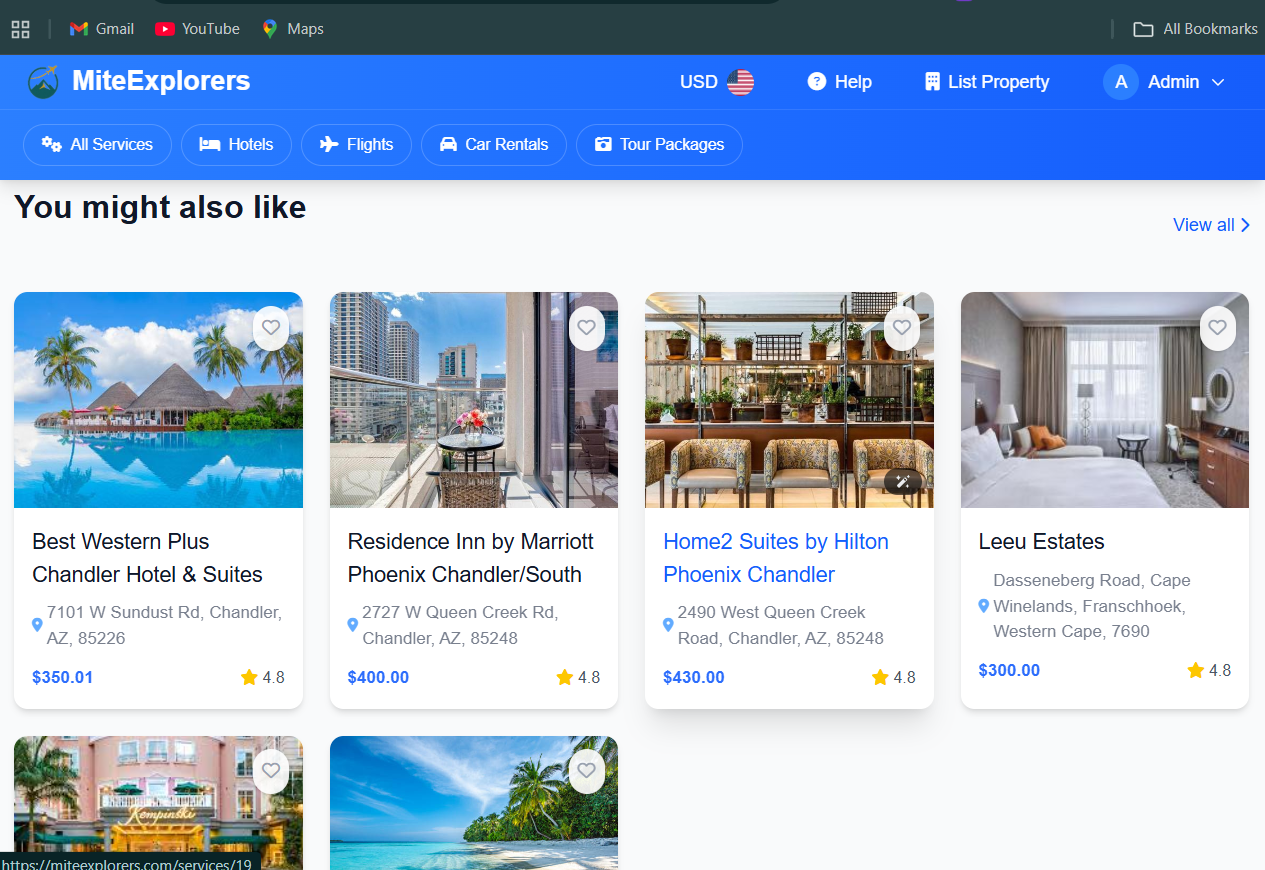 Gmail
YouTube
Maps
All Bookmarks
MiteExplorers
USD
? Help
List Property
A Admin
All Services
Hotels
Flights
Car Rentals
Tour Packages
You might also like
View all
Best Western Plus
Chandler Hotel & Suites
7101 W Sundust Rd, Chandler,
AZ, 85226
$350.01
4.8
Residence Inn by Marriott
Phoenix Chandler/South
2727 W Queen Creek Rd,
Chandler, AZ, 85248
$400.00
4.8
Home2 Suites by Hilton
Phoenix Chandler
2490 West Queen Creek
Road, Chandler, AZ, 85248
$430.00
4.8
Leeu Estates
Dasseneberg Road, Cape
Winelands, Franschhoek,
Western Cape, 7690
$300.00
4.8
Kempinski
https://miteexplorers.com/services/19